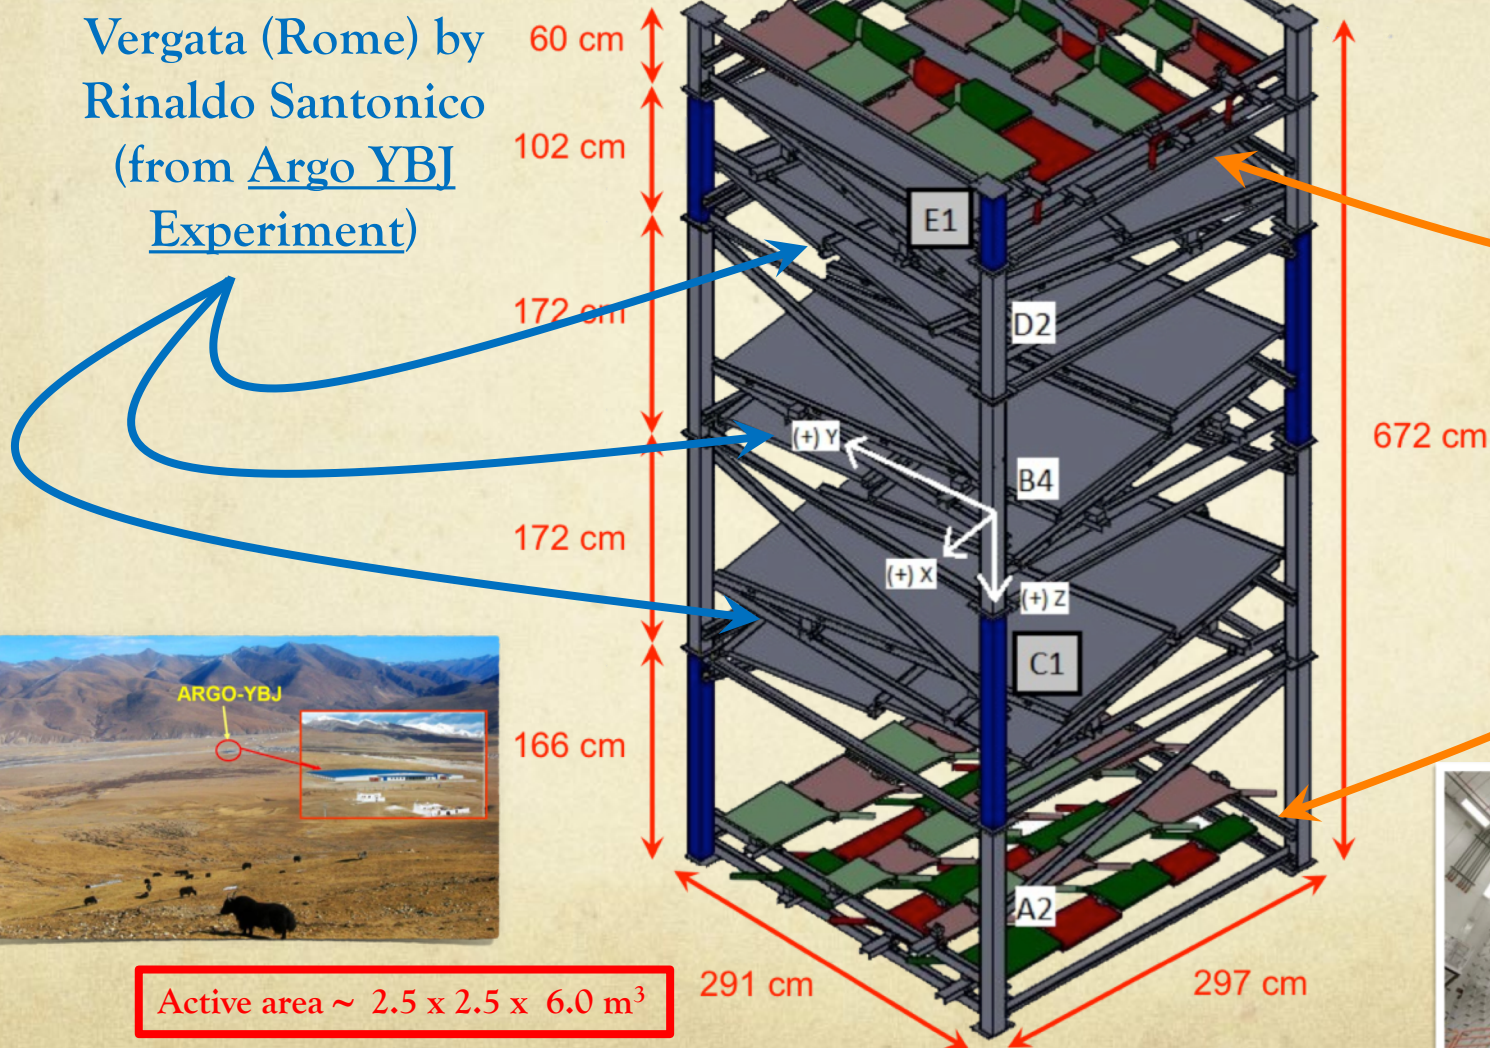 Vergata (Rome) by
Rinaldo Santonico
(from Argo YBJ
Experiment)
60 cm
102 cm
172 cm
172 cm
166 cm
672 cm
E1
D2
(+) Y
B4
(+) X
(+) Z
C1
A2
ARGO-YBJ
291 cm
297 cm
Active area ~ 2.5 x 2.5 x 6.0 m³